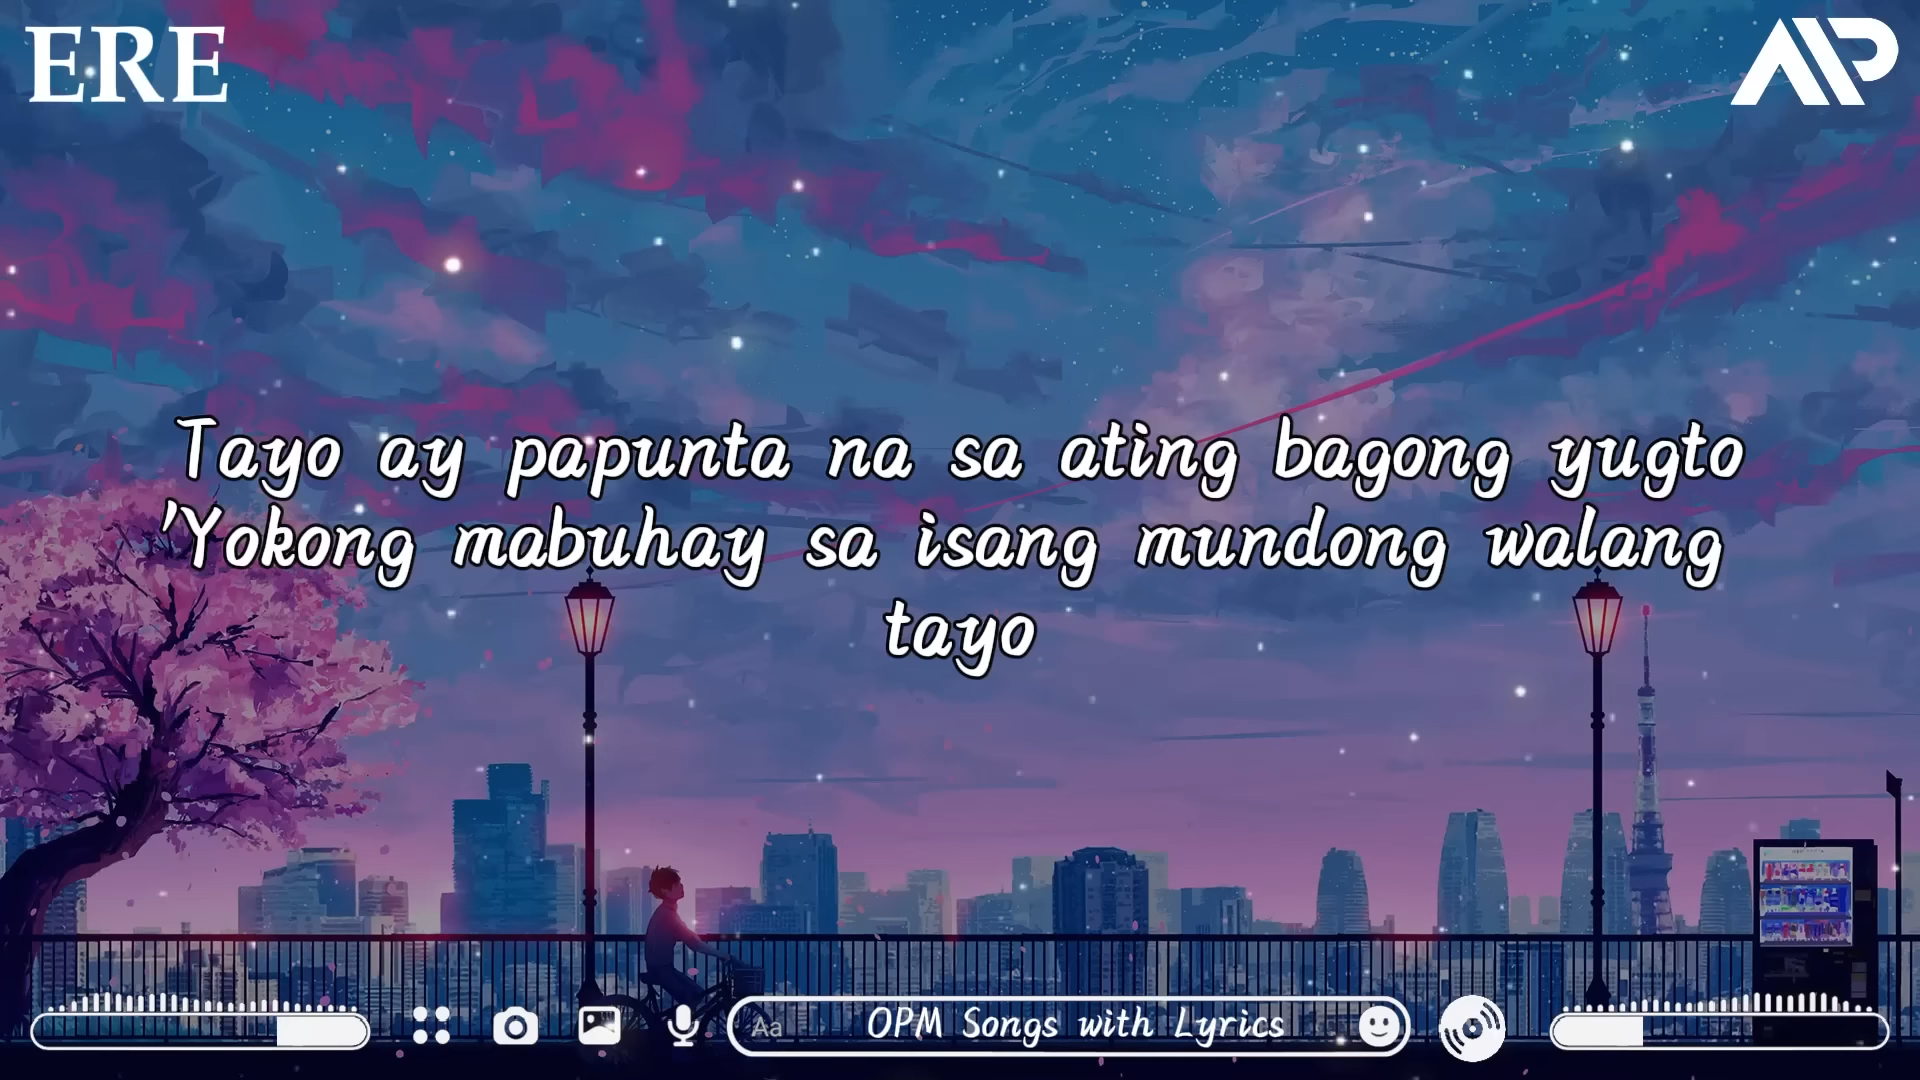 ERE
AP
Tayo ay papunta na sa ating bagong yugto
'Yokong mabuhay sa isang mundong walang
tayo
Aa OPM Songs with Lyrics